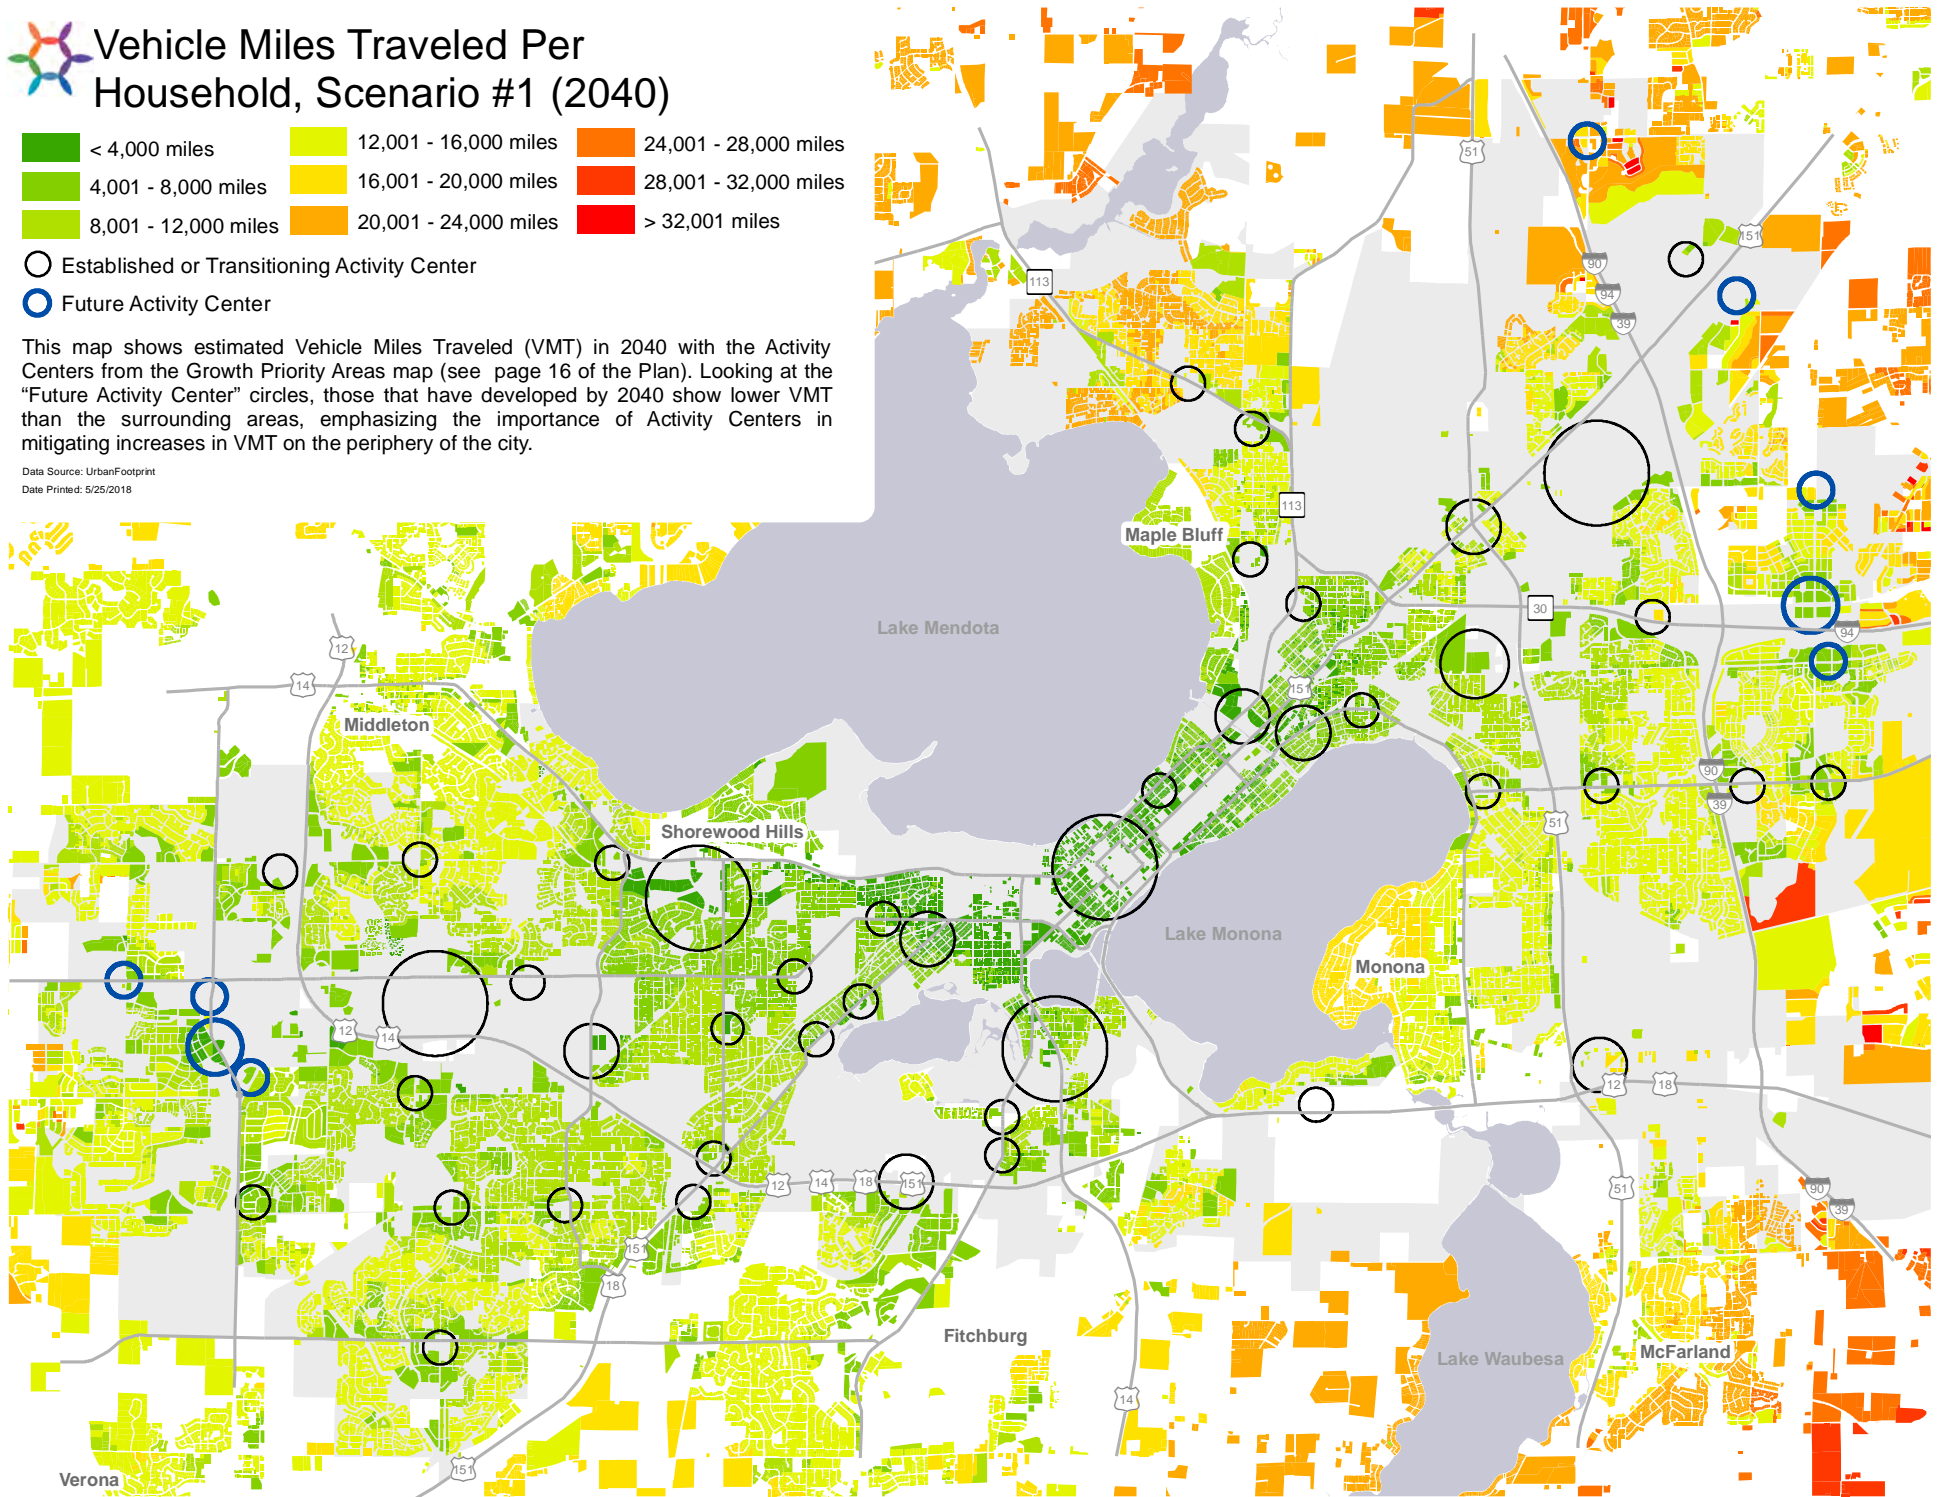 Vehicle Miles Traveled Per
Household, Scenario #1 (2040)
< 4,000 miles
4,001 - 8,000 miles
8,001 - 12,000 miles
12,001 - 16,000 miles
16,001 - 20,000 miles
20,001 - 24,000 miles
24,001 - 28,000 miles
28,001 - 32,000 miles
> 32,001 miles
Established or Transitioning Activity Center
Future Activity Center
This map shows estimated Vehicle Miles Traveled (VMT) in 2040 with the Activity
Centers from the Growth Priority Areas map (see page 16 of the Plan). Looking at the
“Future Activity Center” circles, those that have developed by 2040 show lower VMT
than the surrounding areas, emphasizing the importance of Activity Centers in
mitigating increases in VMT on the periphery of the city.
Data Source: UrbanFootprint
Date Printed: 5/25/2018
51
151
90
94
39
113
113
Maple Bluff
30
94
Lake Mendota
12
14
151
Middleton
90
39
51
Shorewood Hills
Lake Monona
Monona
12
14
12
18
12
14
18
151
51
90
39
151
18
Fitchburg
Lake Waubesa
McFarland
14
151
Verona